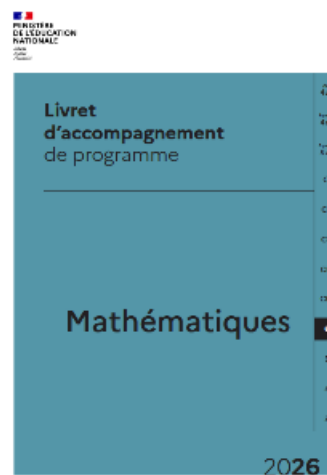 MINISTÈRE
DE L'ÉDUCATION
NATIONALE
Livret
d'accompagnement
de programme
Mathématiques
2026